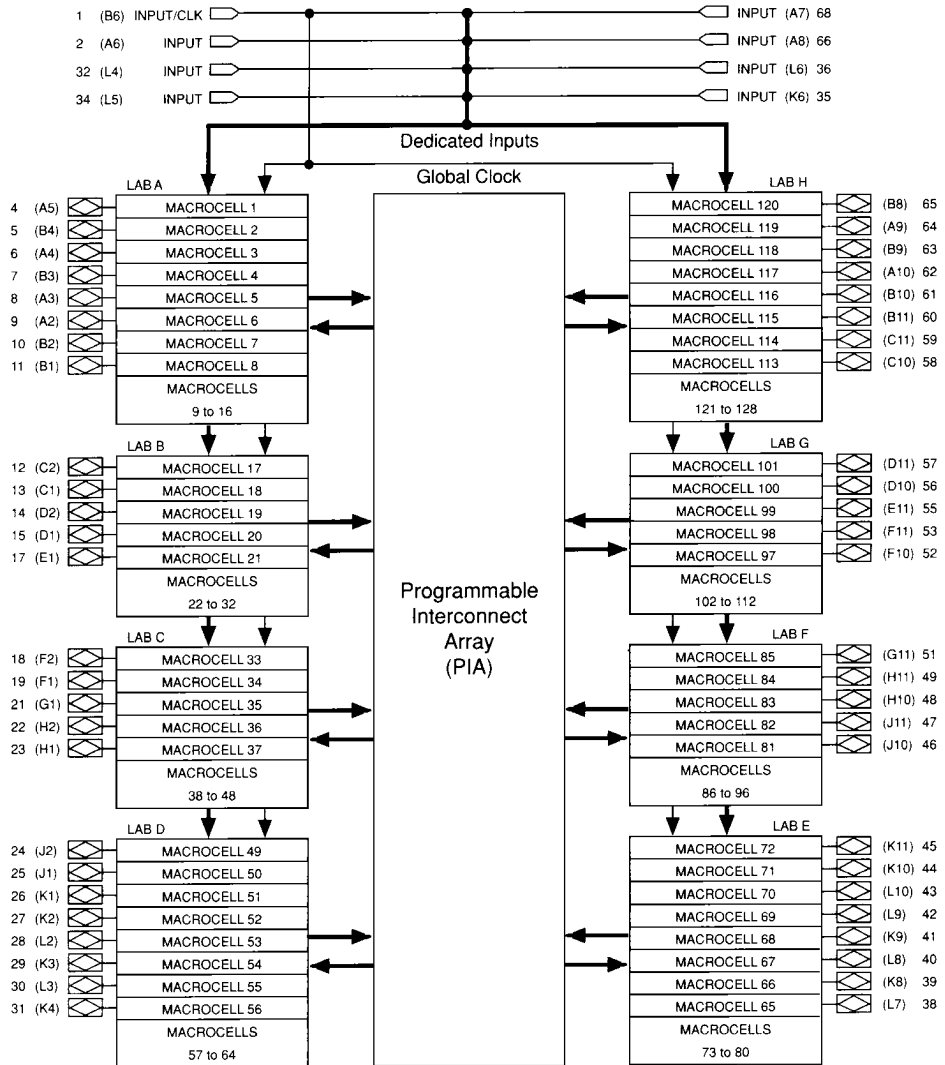 1 (B6) INPUT/CLK
INPUT (A7) 68
2 (A6) INPUT
INPUT (A8) 66
32 (L4) INPUT
INPUT (L6) 36
34 (L5) INPUT
INPUT (K6) 35
Dedicated Inputs
Global Clock
LAB A
4 (A5) MACROCELL 1
5 (B4) MACROCELL 2
6 (A4) MACROCELL 3
7 (B3) MACROCELL 4
8 (A3) MACROCELL 5
9 (A2) MACROCELL 6
10 (B2) MACROCELL 7
11 (B1) MACROCELL 8
MACROCELLS
9 to 16
LAB B
12 (C2) MACROCELL 17
13 (C1) MACROCELL 18
14 (D2) MACROCELL 19
15 (D1) MACROCELL 20
17 (E1) MACROCELL 21
MACROCELLS
22 to 32
LAB C
18 (F2) MACROCELL 33
19 (F1) MACROCELL 34
21 (G1) MACROCELL 35
22 (H2) MACROCELL 36
23 (H1) MACROCELL 37
MACROCELLS
38 to 48
LAB D
24 (J2) MACROCELL 49
25 (J1) MACROCELL 50
26 (K1) MACROCELL 51
27 (K2) MACROCELL 52
28 (L2) MACROCELL 53
29 (K3) MACROCELL 54
30 (L3) MACROCELL 55
31 (K4) MACROCELL 56
MACROCELLS
57 to 64
Programmable
Interconnect
Array
(PIA)
LAB H
MACROCELL 120 (B8) 65
MACROCELL 119 (A9) 64
MACROCELL 118 (B9) 63
MACROCELL 117 (A10) 62
MACROCELL 116 (B10) 61
MACROCELL 115 (B11) 60
MACROCELL 114 (C11) 59
MACROCELL 113 (C10) 58
MACROCELLS
121 to 128
LAB G
MACROCELL 101 (D11) 57
MACROCELL 100 (D10) 56
MACROCELL 99 (E11) 55
MACROCELL 98 (F11) 53
MACROCELL 97 (F10) 52
MACROCELLS
102 to 112
LAB F
MACROCELL 85 (G11) 51
MACROCELL 84 (H11) 49
MACROCELL 83 (H10) 48
MACROCELL 82 (J11) 47
MACROCELL 81 (J10) 46
MACROCELLS
86 to 96
LAB E
MACROCELL 72 (K11) 45
MACROCELL 71 (K10) 44
MACROCELL 70 (L10) 43
MACROCELL 69 (L9) 42
MACROCELL 68 (K9) 41
MACROCELL 67 (L8) 40
MACROCELL 66 (K8) 39
MACROCELL 65 (L7) 38
MACROCELLS
73 to 80